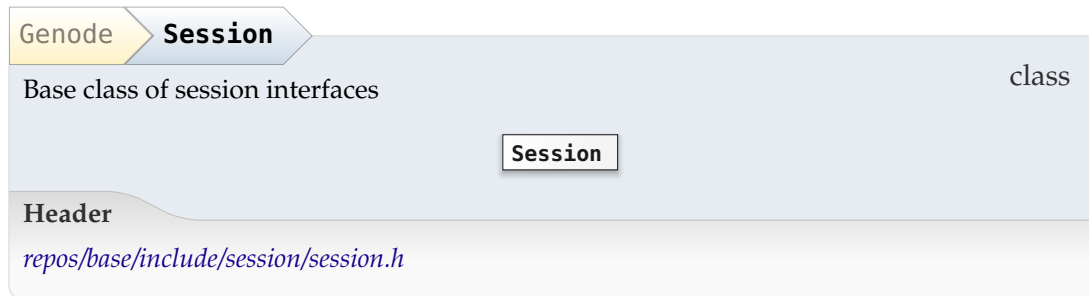 Genode Session
class
Base class of session interfaces
Session
Header
repos/base/include/session/session.h